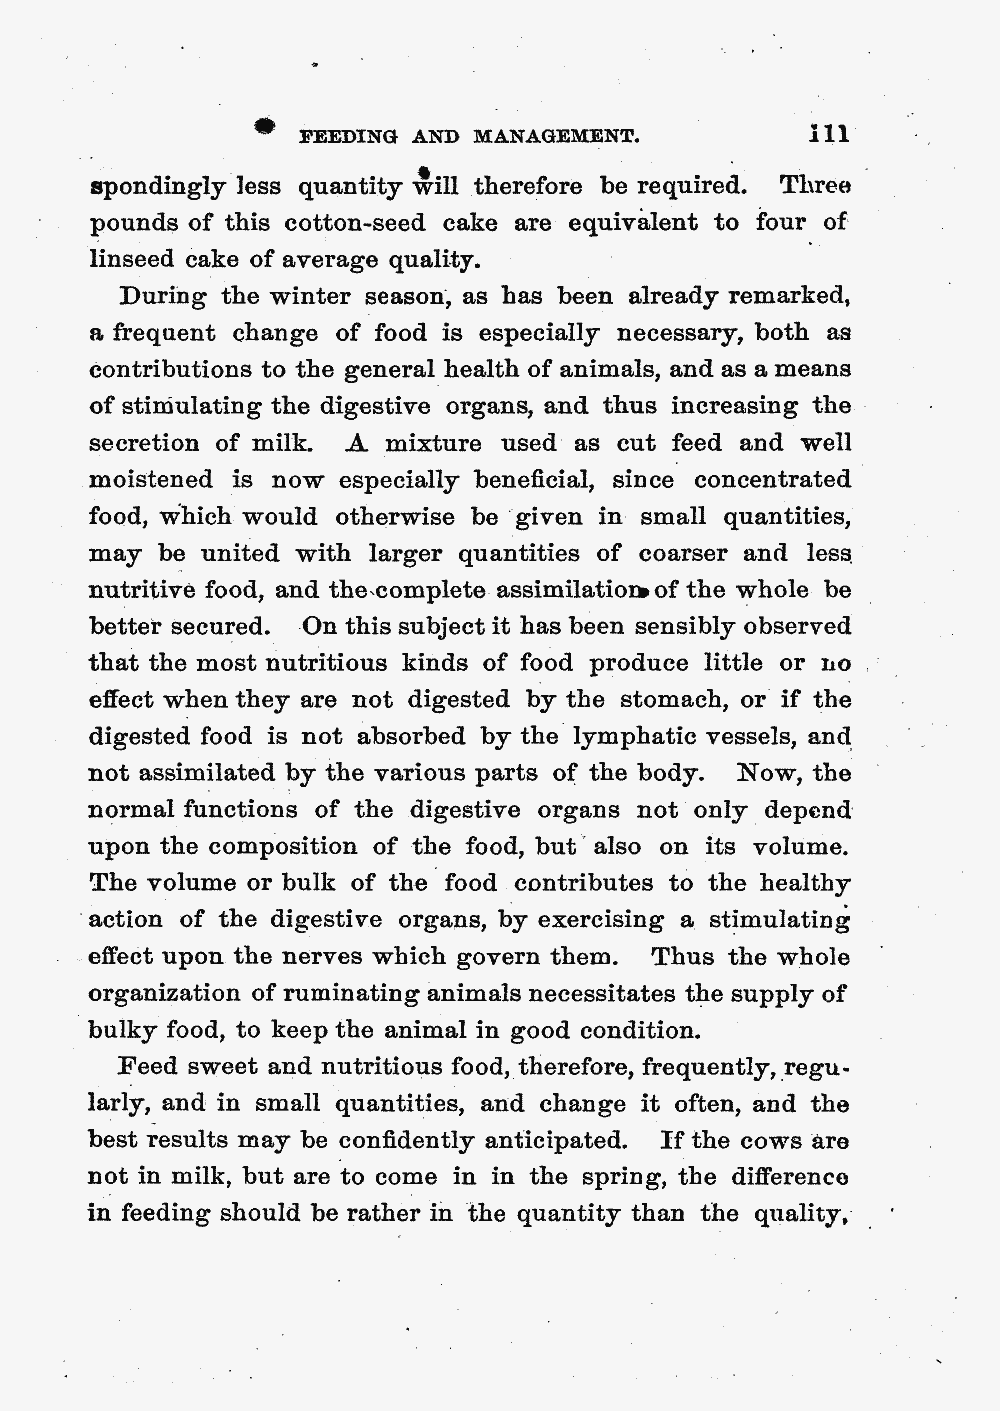 FEEDING AND MANAGEMENT. 111
spondingly less quantity will therefore be required. Three
pounds of this cotton-seed cake are equivalent to four of
linseed cake of average quality.
During the winter season, as has been already remarked,
a frequent change of food is especially necessary, both as
contributions to the general health of animals, and as a means
of stimulating the digestive organs, and thus increasing the
secretion of milk. A mixture used as cut feed and well
moistened is now especially beneficial, since concentrated
food, which would otherwise be given in small quantities,
may be united with larger quantities of coarser and less
nutritive food, and the complete assimilation of the whole be
better secured. On this subject it has been sensibly observed
that the most nutritious kinds of food produce little or no
effect when they are not digested by the stomach, or if the
digested food is not absorbed by the lymphatic vessels, and
not assimilated by the various parts of the body. Now, the
normal functions of the digestive organs not only depend
upon the composition of the food, but also on its volume.
The volume or bulk of the food contributes to the healthy
action of the digestive organs, by exercising a stimulating
effect upon the nerves which govern them. Thus the whole
organization of ruminating animals necessitates the supply of
bulky food, to keep the animal in good condition.
Feed sweet and nutritious food, therefore, frequently, regu-
larly, and in small quantities, and change it often, and the
best results may be confidently anticipated. If the cows are
not in milk, but are to come in in the spring, the difference
in feeding should be rather in the quantity than the quality,